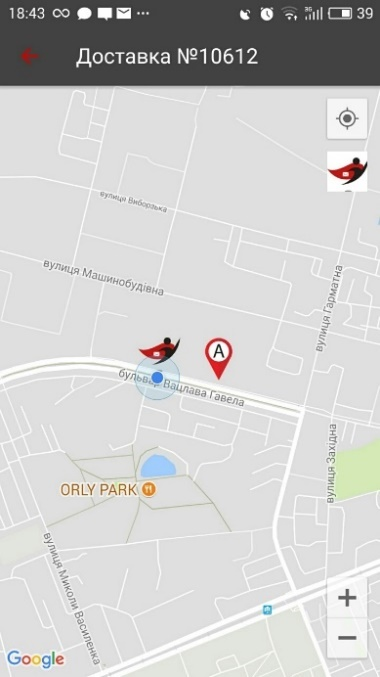 18:43
3G
39
Доставка №10612
вулиця Виборзька
вулиця Машинобудівна
вулиця Гарматна
A
бульвар Вацлава Гавела
вулиця Західна
ORLY PARK
вулиця Миколи Василенка
+
−
Google